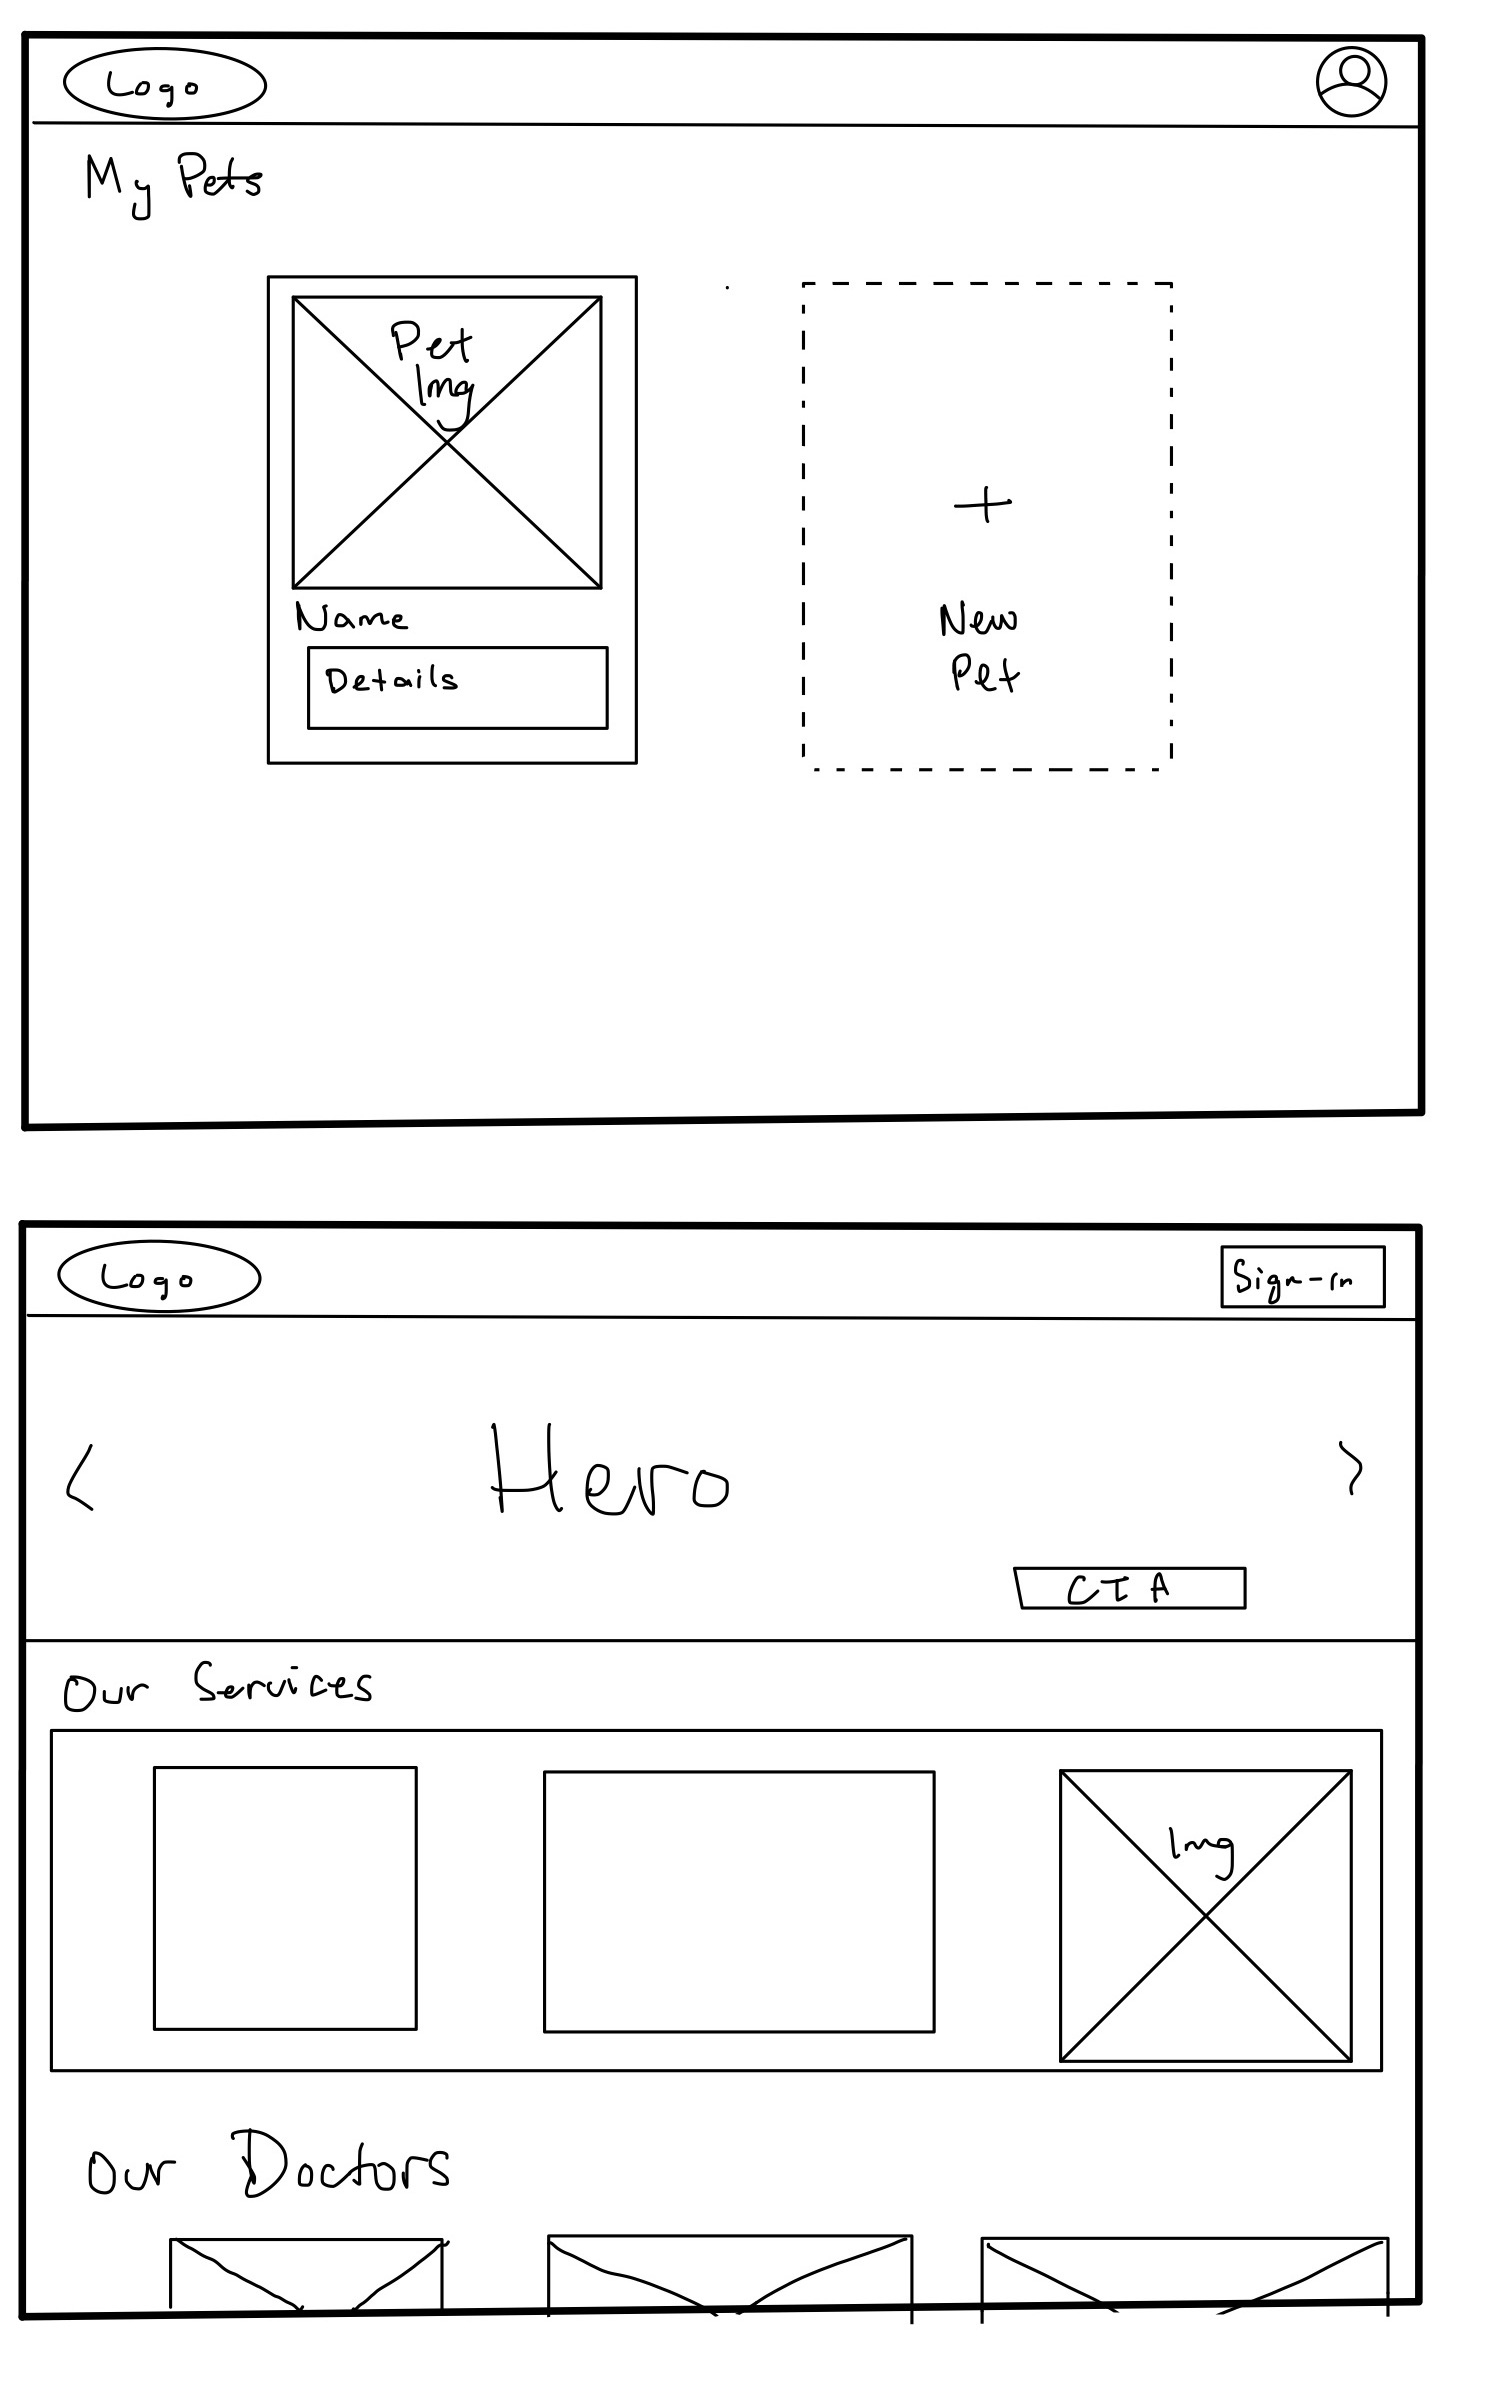 Logo
My Pets
Pet
Img
Name
Details
+
New
Pet
Logo
Sign-in
<
Hero
>
CTA
Our Services
Img
Our Doctors